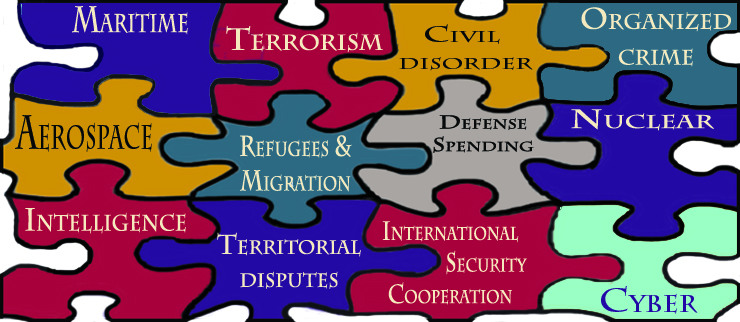 Maritime
Terrorism
Civil
disorder
Organized
crime
Aerospace
Refugees &
Migration
Defense
Spending
Nuclear
Intelligence
Territorial
disputes
International
Security
Cooperation
Cyber